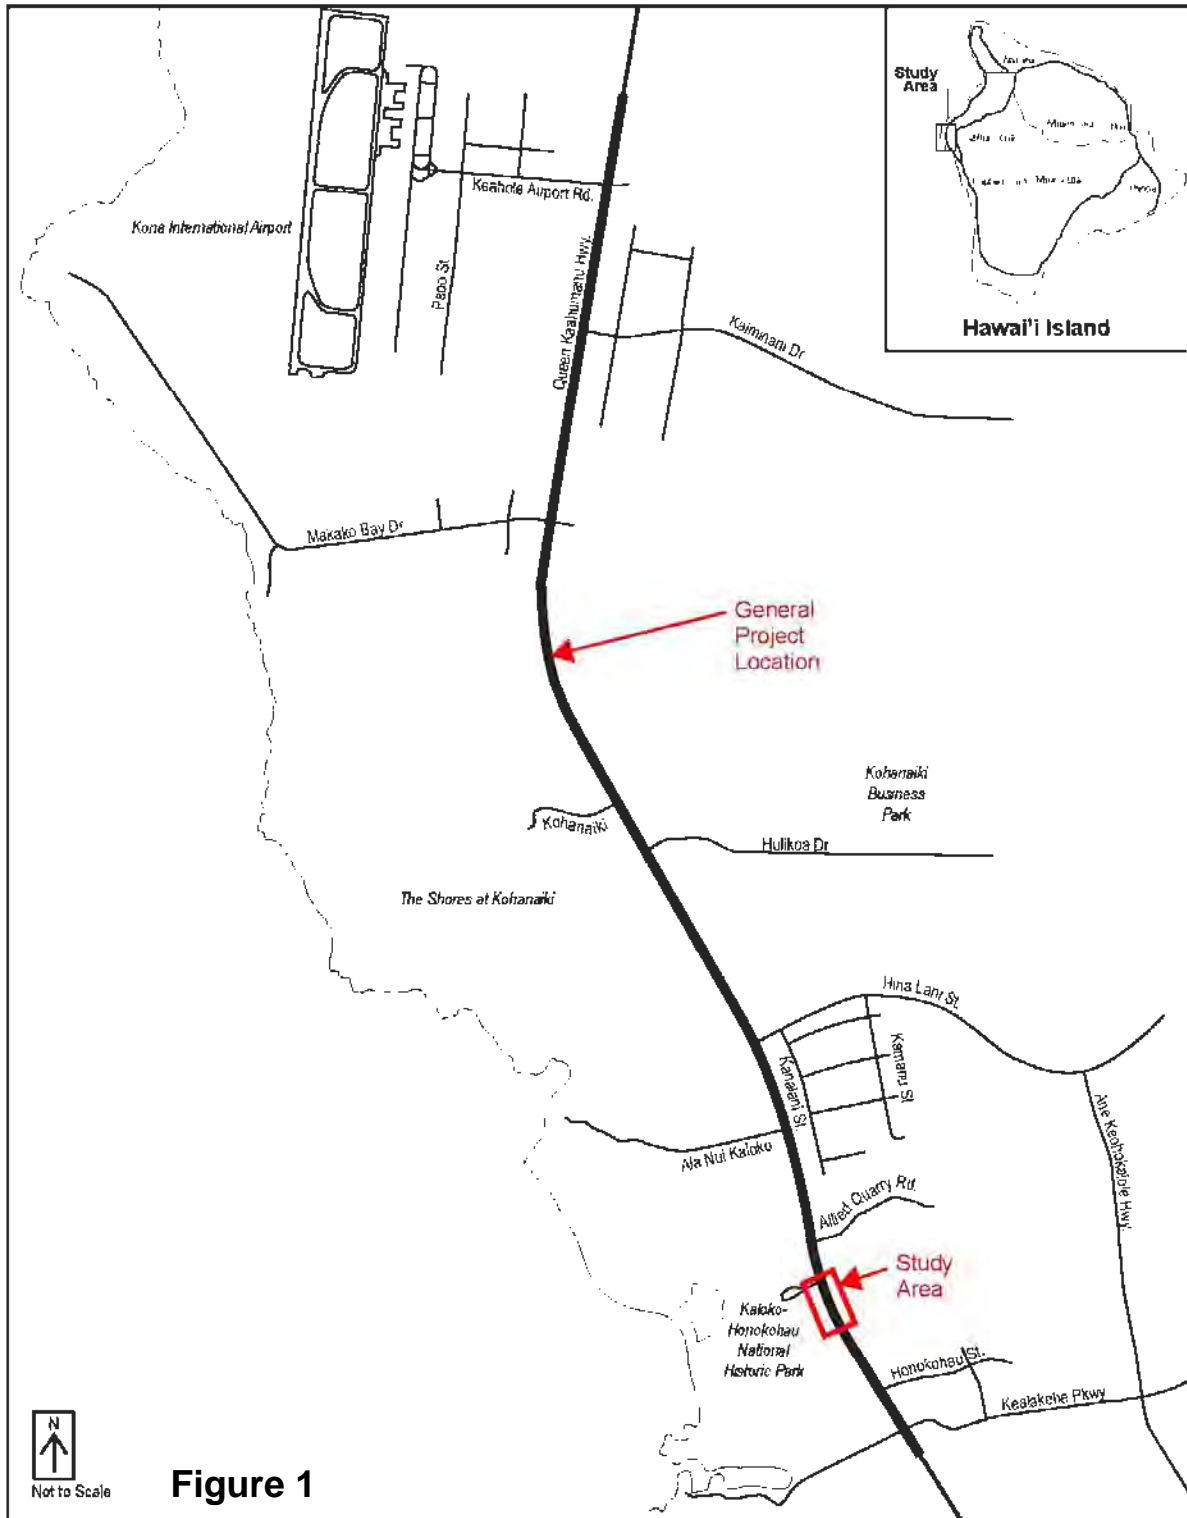 Study
Area
Hawai'i Island
Keahole Airport Rd.
Kona International Airport
Queen Kaahumanu Hwy.
Kaiminani Dr
Makako Bay Dr
General
Project
Location
Kohanaiki
Business
Park
Kohanaiki
Hulikoa Dr
The Shores at Kohanaiki
Hina Lani St.
Kamanu St.
Kanalani St.
Ane Keohokalole Hwy.
Ala Nui Kaloko
Allied Quarry Rd.
Study
Area
Kaloko-
Honokohau
National
Historic Park
Honokohau St.
Kealakehe Pkwy
N
Not to Scale
Figure 1